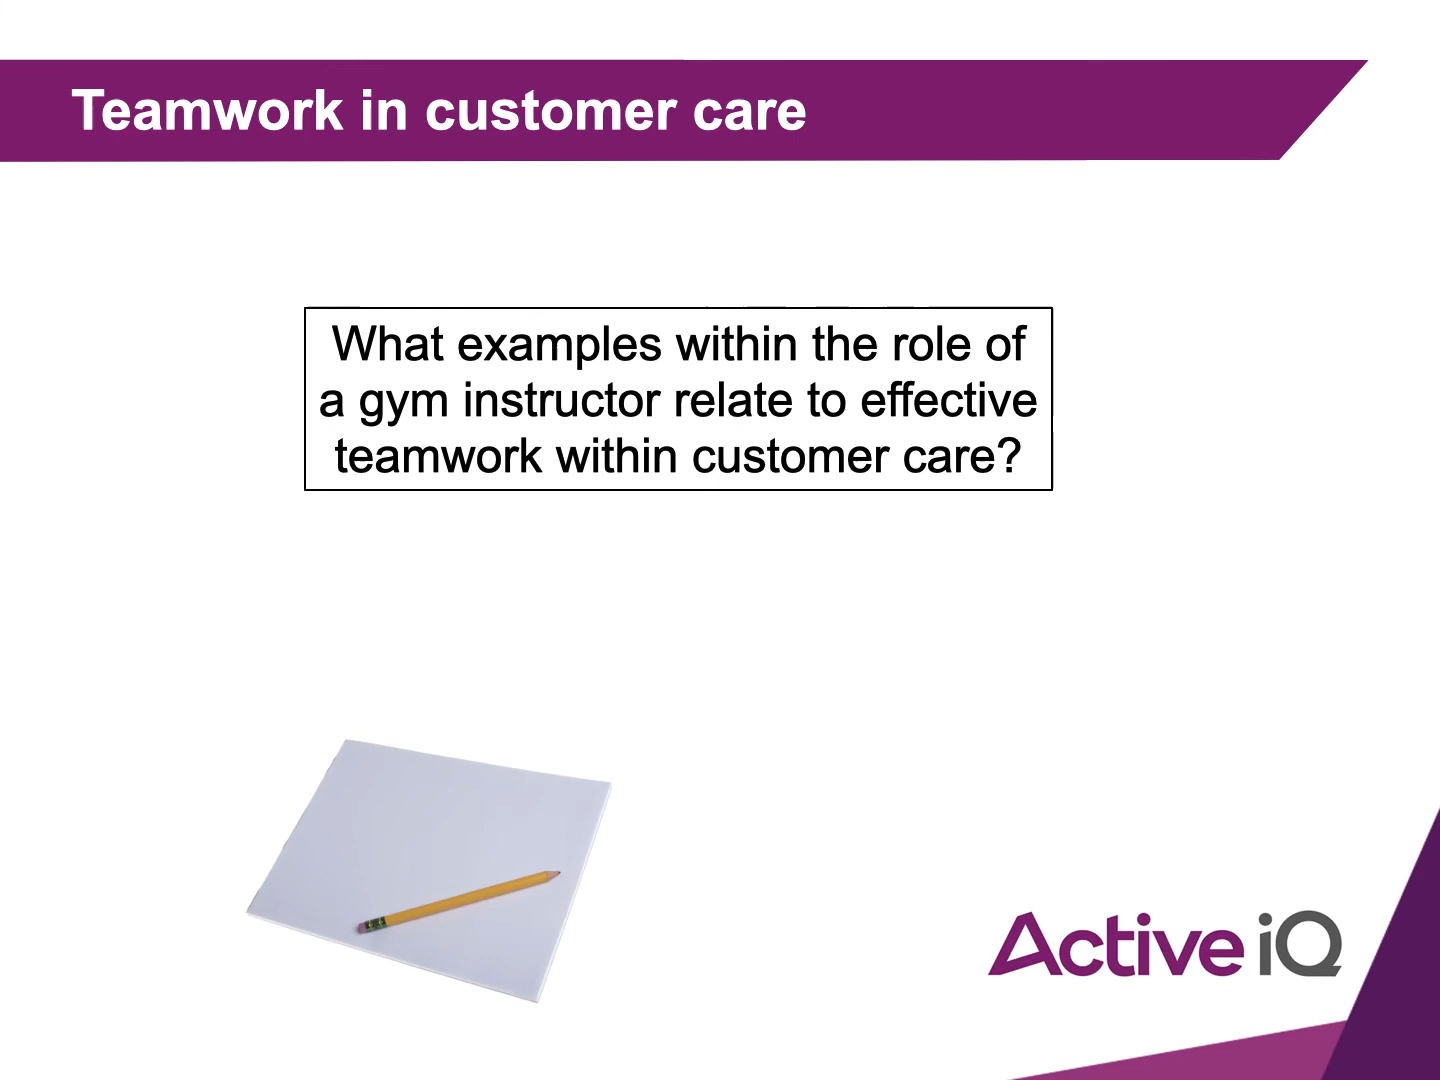 Teamwork in customer care
What examples within the role of
a gym instructor relate to effective
teamwork within customer care?
Active iQ